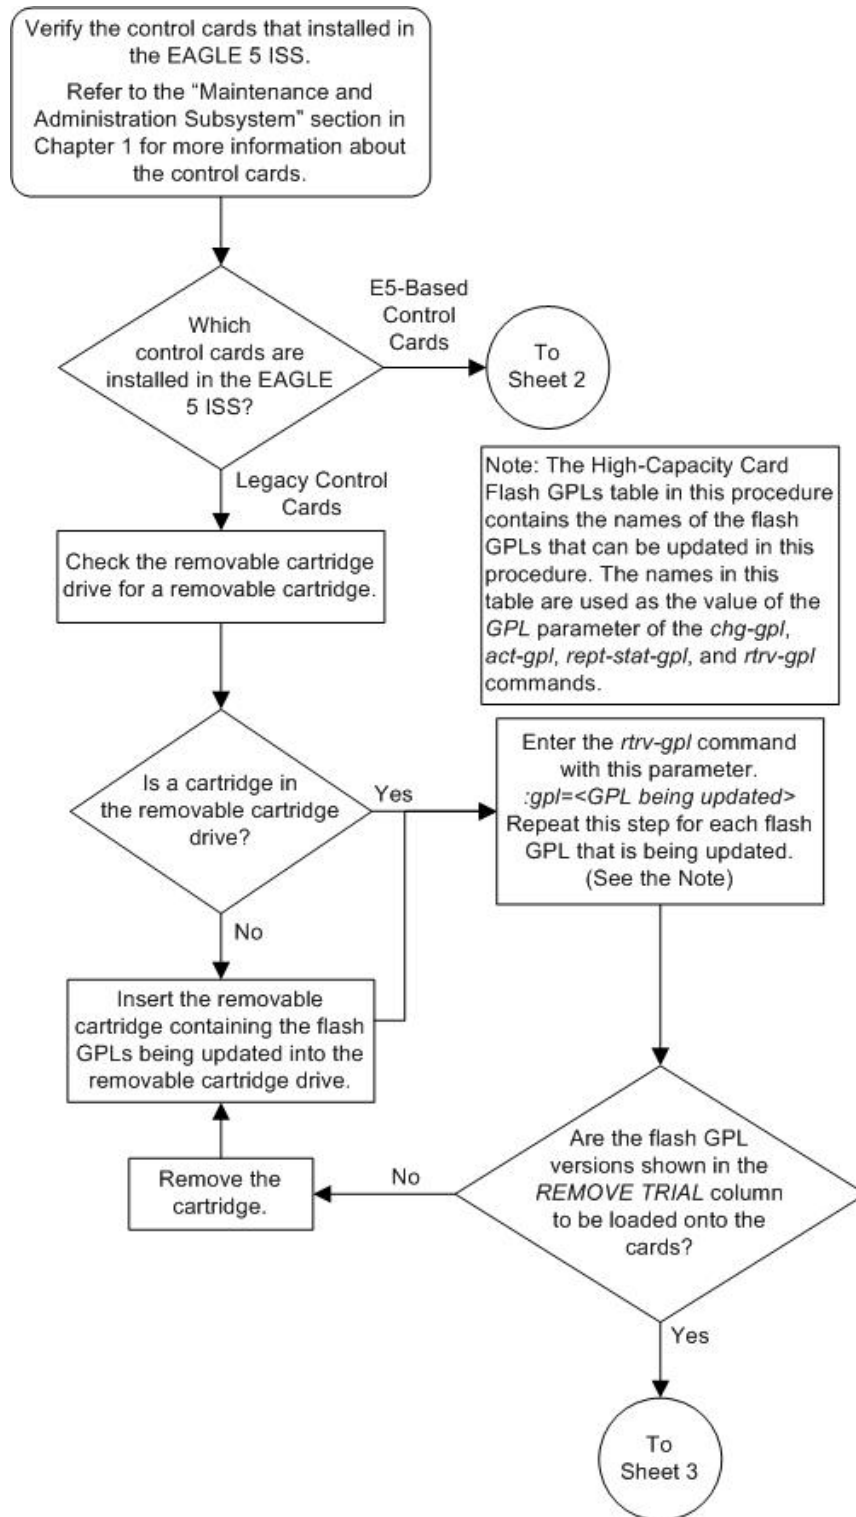 Verify the control cards that installed in
the EAGLE 5 ISS.
Refer to the “Maintenance and
Administration Subsystem” section in
Chapter 1 for more information about
the control cards.
Which
control cards are
installed in the EAGLE
5 ISS?
E5-Based
Control
Cards
To
Sheet 2
Legacy Control
Cards
Note: The High-Capacity Card
Flash GPLs table in this procedure
contains the names of the flash
GPLs that can be updated in this
procedure. The names in this
table are used as the value of the
GPL parameter of the chg-gpl,
act-gpl, rept-stat-gpl, and rtrv-gpl
commands.
Check the removable cartridge
drive for a removable cartridge.
Is a cartridge in
the removable cartridge
drive?
Yes
Enter the rtrv-gpl command
with this parameter.
:gpl=<GPL being updated>
Repeat this step for each flash
GPL that is being updated.
(See the Note)
No
Insert the removable
cartridge containing the flash
GPLs being updated into the
removable cartridge drive.
Are the flash GPL
versions shown in the
REMOVE TRIAL column
to be loaded onto the
cards?
No
Remove the
cartridge.
Yes
To
Sheet 3